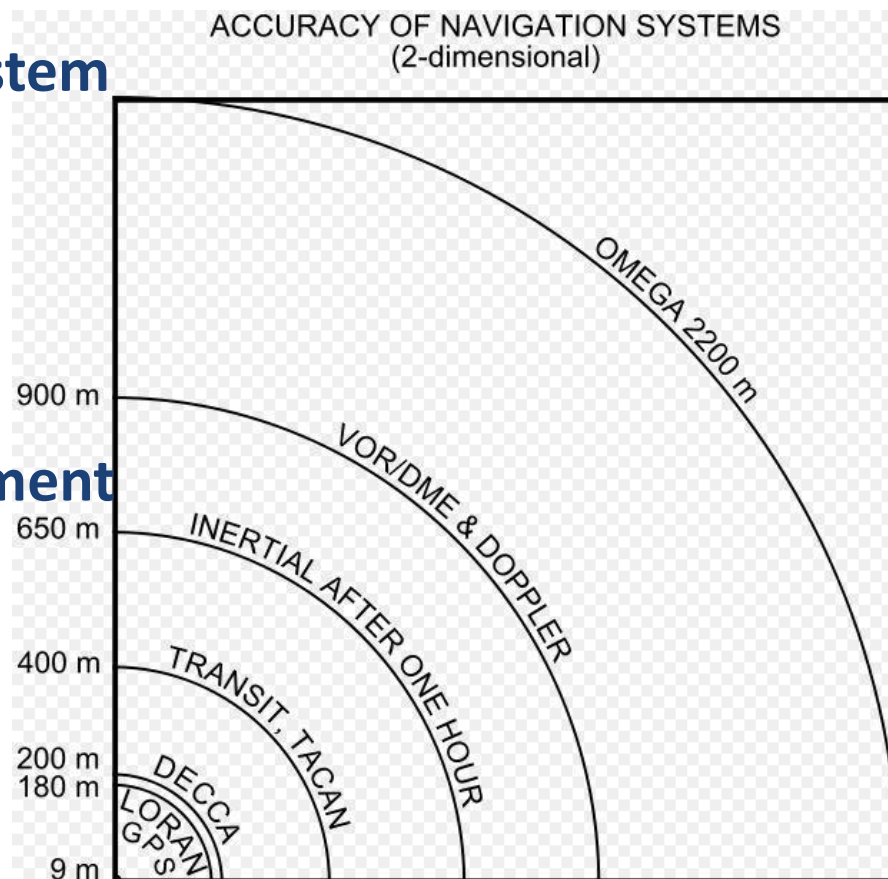 ACCURACY OF NAVIGATION SYSTEMS
(2-dimensional)
stem
OMEGA 2200 m
900 m
VOR/DME & DOPPLER
ment
650 m
INERTIAL AFTER ONE HOUR
400 m
TRANSIT, TACAN
200 m
DECCA
180 m
LORAN
GPS
9 m